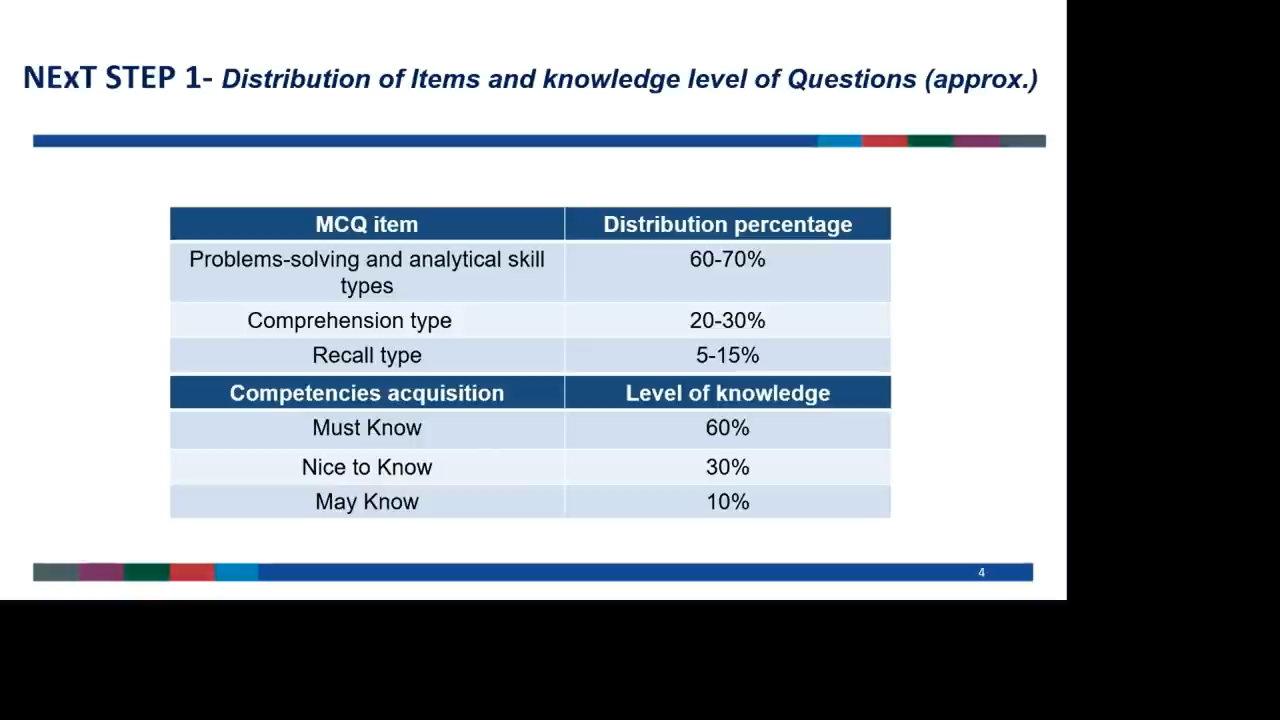 NExT STEP 1- Distribution of Items and knowledge level of Questions (approx.)
MCQ item Distribution percentage
Problems-solving and analytical skill
types
60-70%
Comprehension type 20-30%
Recall type 5-15%
Competencies acquisition Level of knowledge
Must Know 60%
Nice to Know 30%
May Know 10%
4